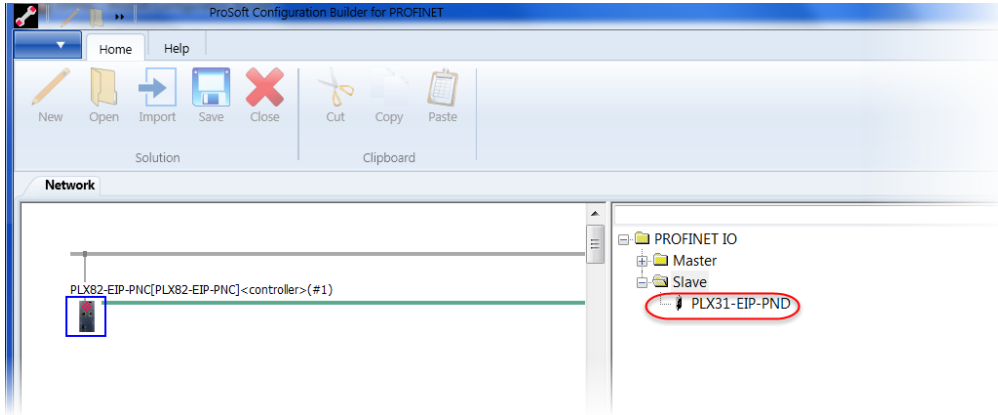 ProSoft Configuration Builder for PROFINET
Home Help
New Open Import Save Close Cut Copy Paste
Solution Clipboard
Network
PROFINET IO
Master
Slave
PLX82-EIP-PNC[PLX82-EIP-PNC]<controller>(#1)
PLX31-EIP-PND